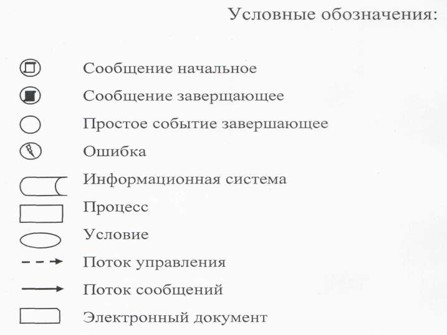 Условные обозначения:
Сообщение начальное
Сообщение заверщающее
Простое событие завершающее
Ошибка
Информационная система
Процесс
Условие
Поток управления
Поток сообщений
Электронный документ